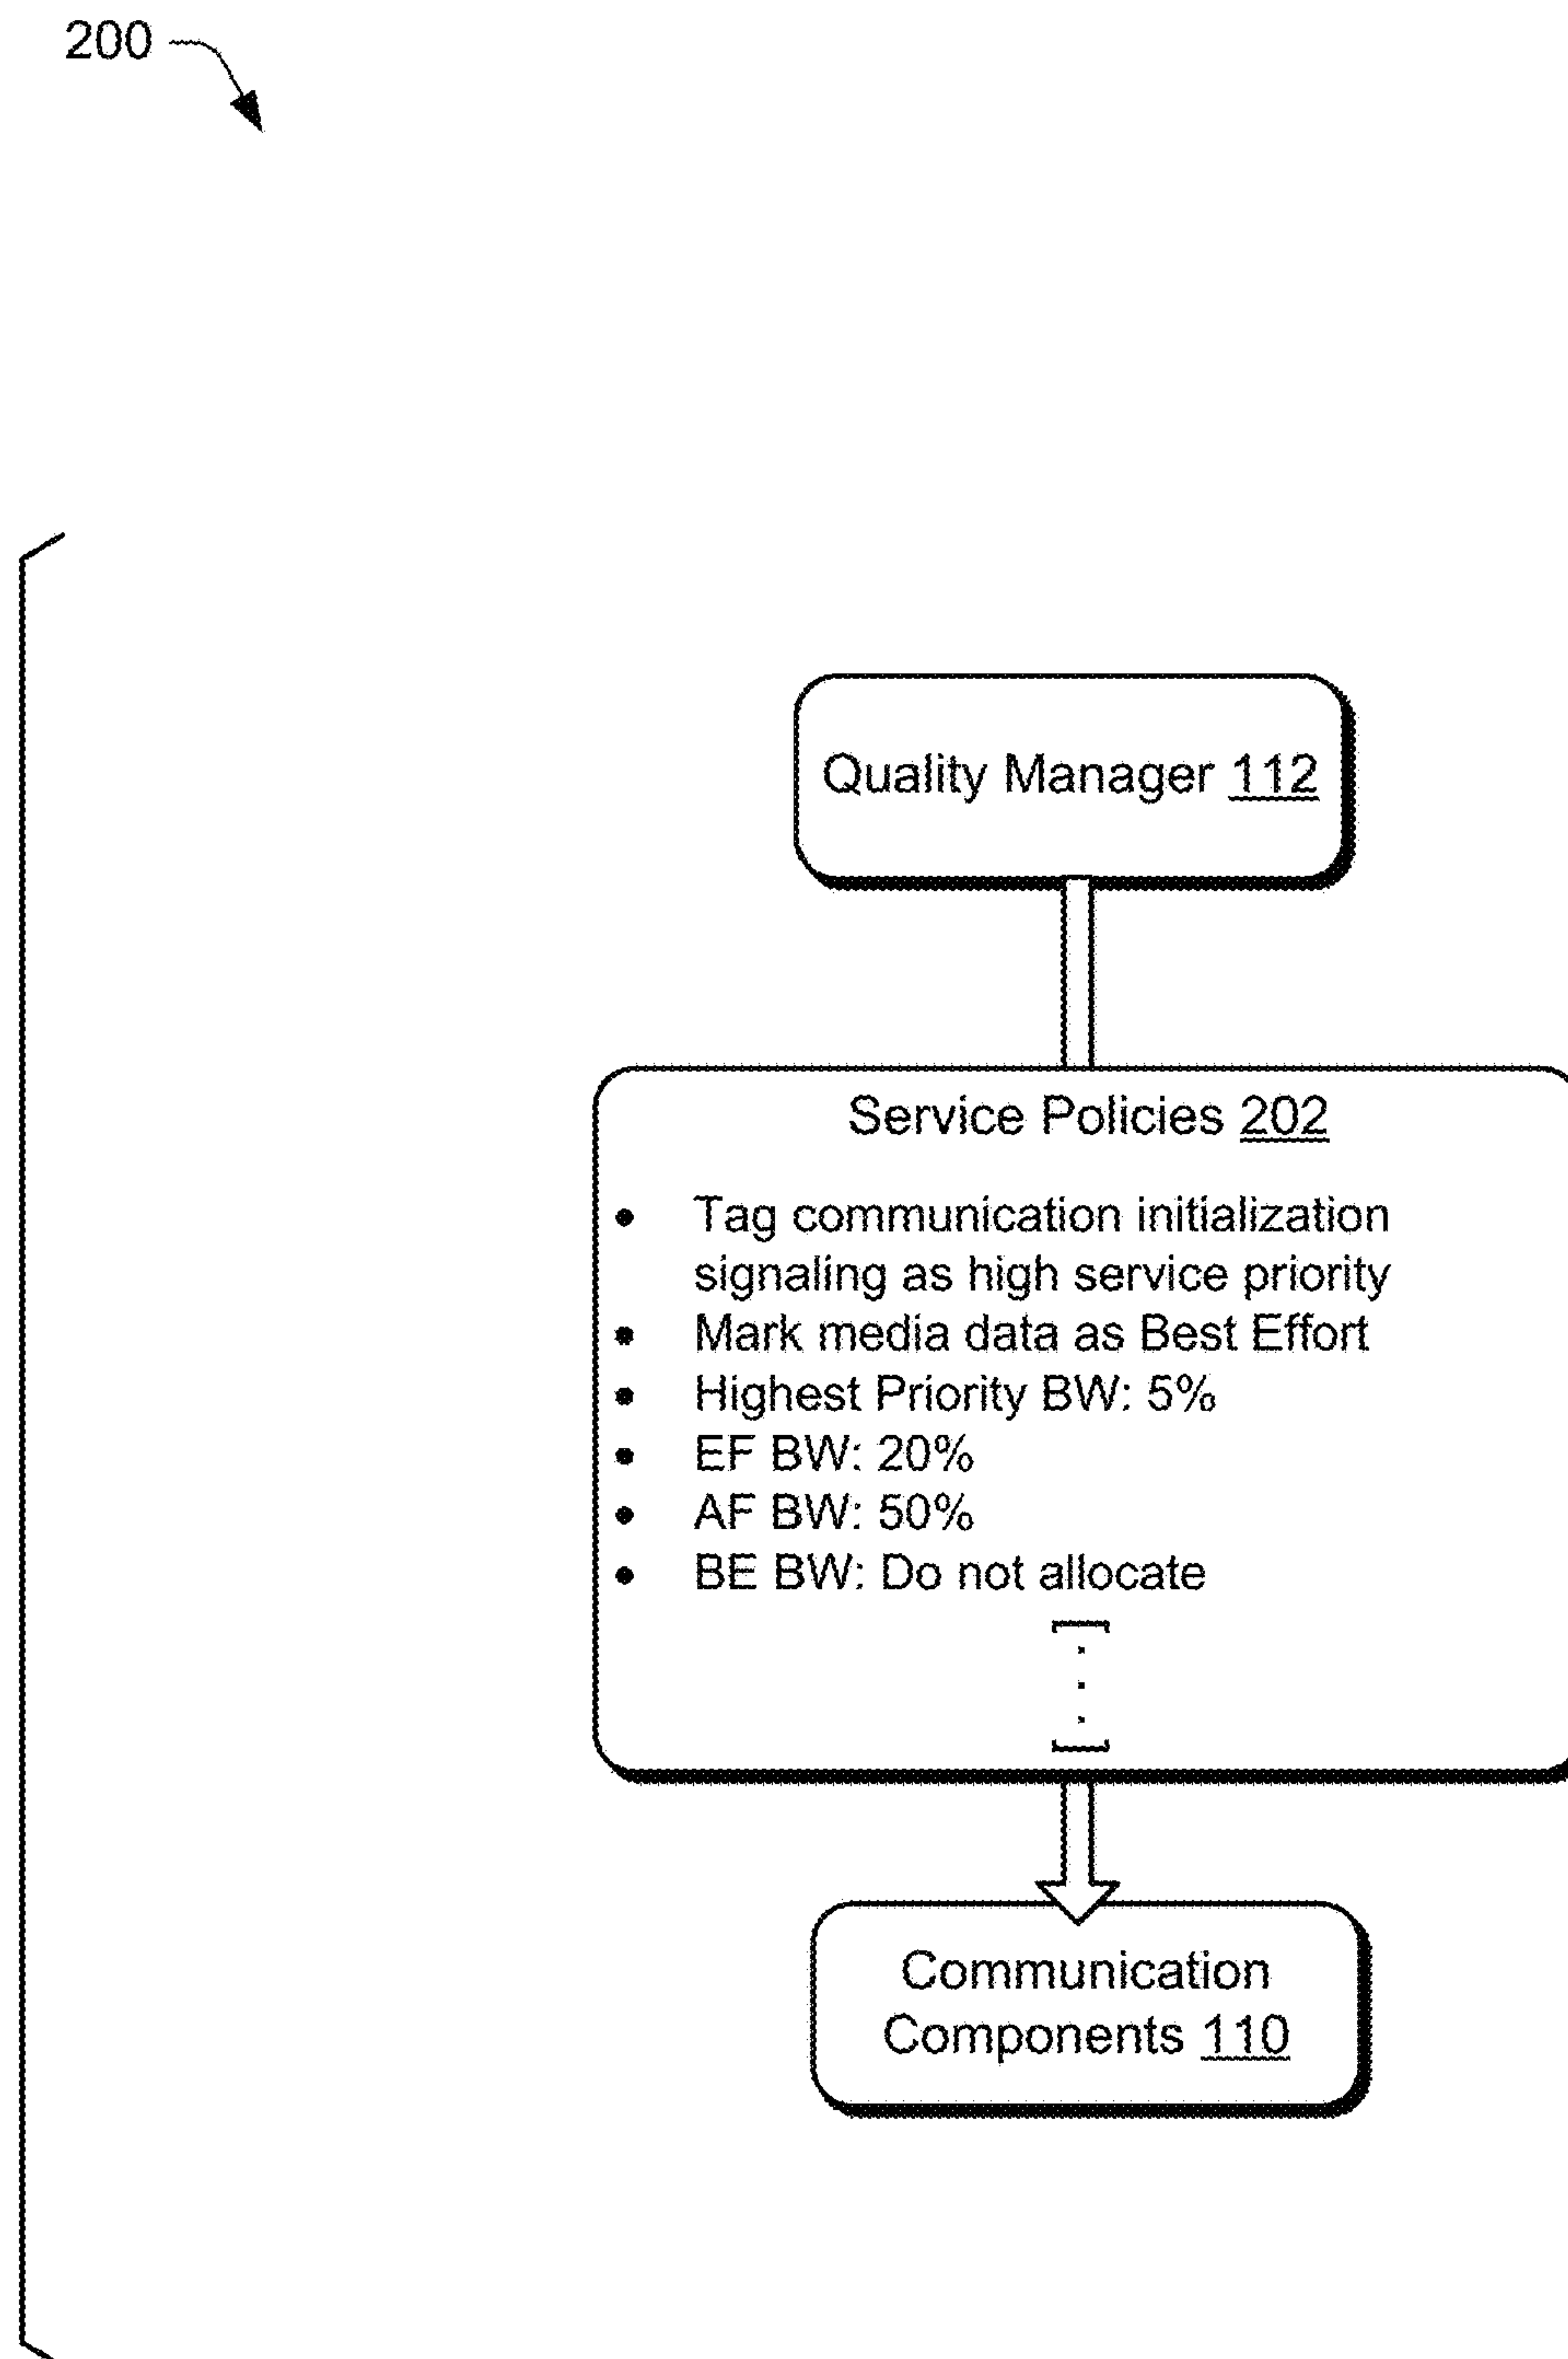 200
Quality Manager 112
Service Policies 202
• Tag communication initialization
signaling as high service priority
• Mark media data as Best Effort
• Highest Priority BW: 5%
• EF BW: 20%
• AF BW: 50%
• BE BW: Do not allocate
Communication
Components 110